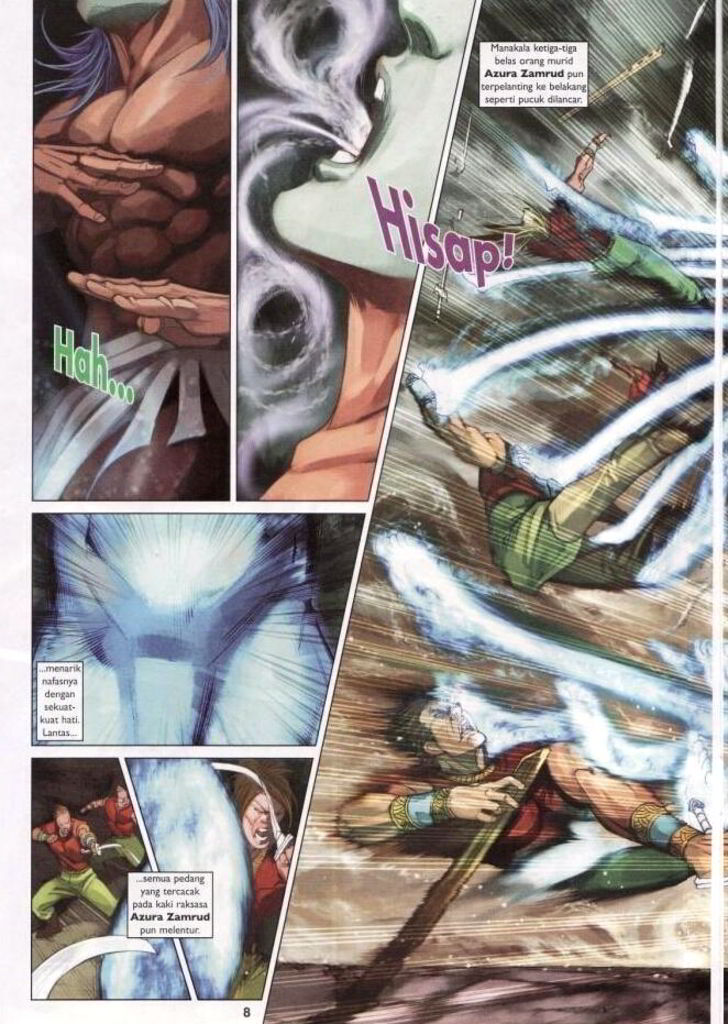 Hah...
Hisap!
...menarik
nafasnya
dengan
sekuat-
kuat hati.
Lantas...
...semua pedang
yang tercacak
pada kaki raksasa
Azura Zamrud
pun melentur.
Manakala ketiga-tiga
belas orang murid
Azura Zamrud pun
terpelanting ke belakang
seperti pucuk dilancar.
8